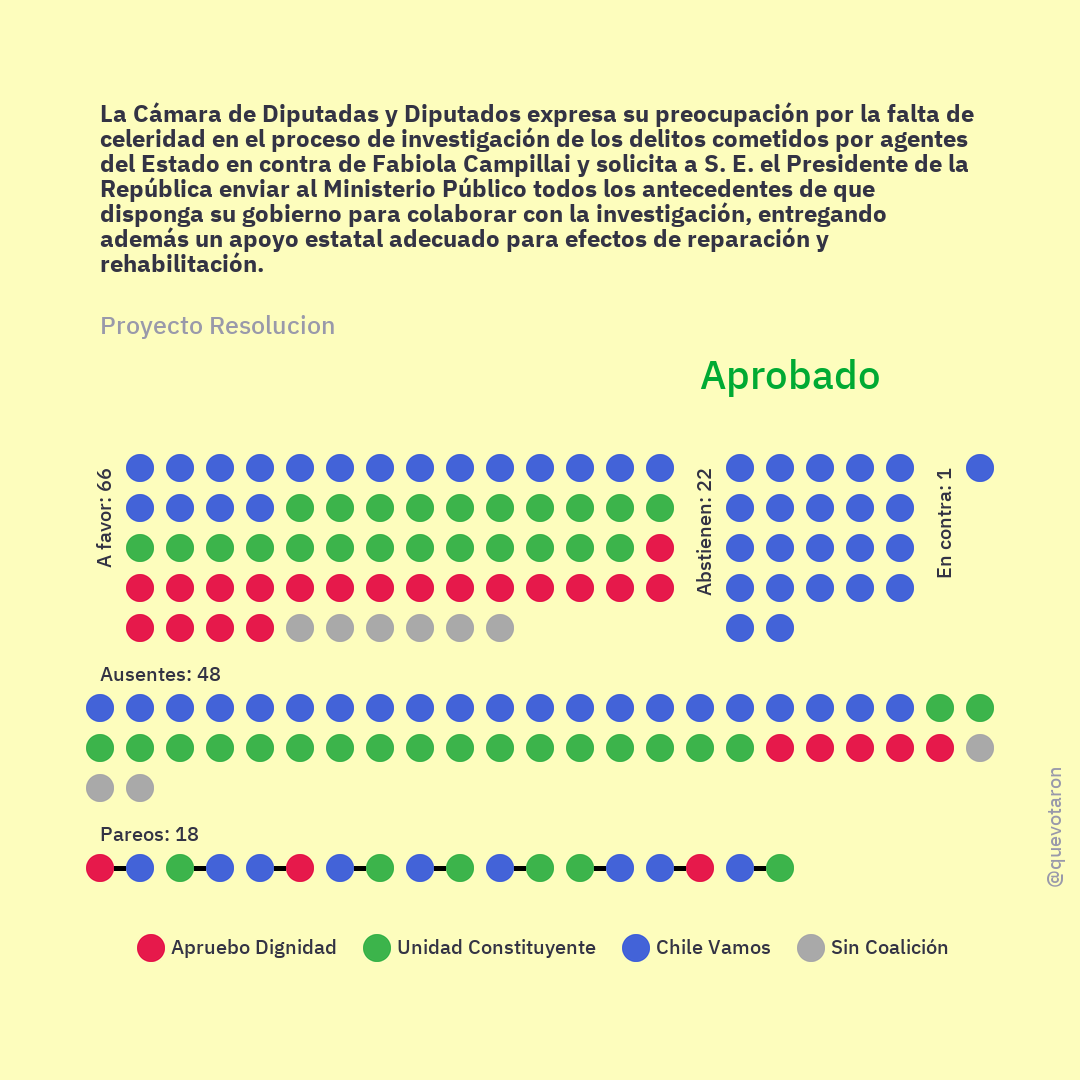 La Cámara de Diputadas y Diputados expresa su preocupación por la falta de
celeridad en el proceso de investigación de los delitos cometidos por agentes
del Estado en contra de Fabiola Campillai y solicita a S. E. el Presidente de la
República enviar al Ministerio Público todos los antecedentes de que
disponga su gobierno para colaborar con la investigación, entregando
además un apoyo estatal adecuado para efectos de reparación y
rehabilitación.
Proyecto Resolucion
Aprobado
A favor: 66
Abstienen: 22
En contra: 1
Ausentes: 48
Pareos: 18
@quevotaron
Apruebo Dignidad
Unidad Constituyente
Chile Vamos
Sin Coalición